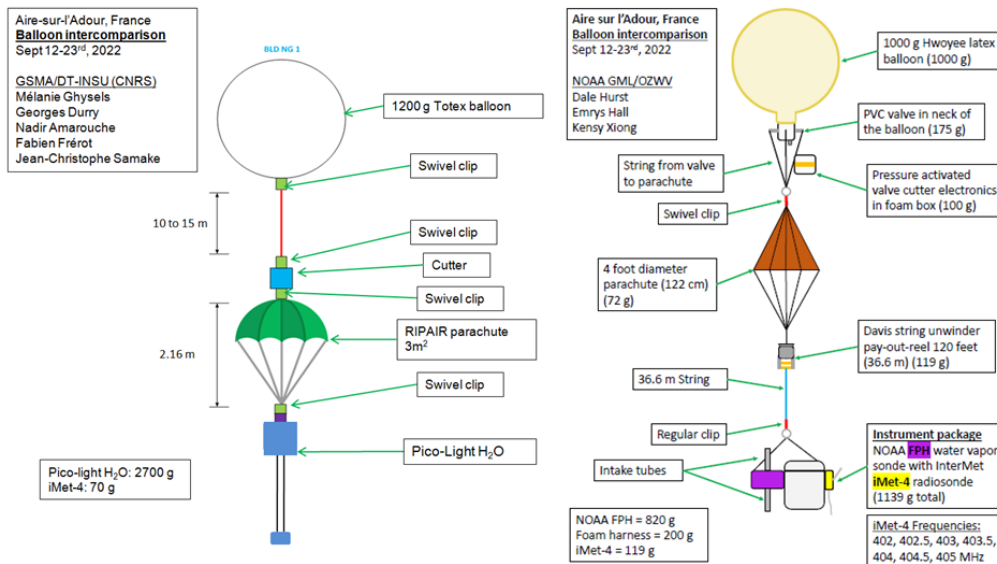 Aire-sur-l'Adour, France
Balloon intercomparison
Sept 12-23rd, 2022
GSMA/DT-INSU (CNRS)
Mélanie Ghysels
Georges Durry
Nadir Amarouche
Fabien Frérot
Jean-Christophe Samake
BLD NG 1
1200 g Totex balloon
Swivel clip
10 to 15 m
Swivel clip
Cutter
Swivel clip
RIPAIR parachute
3m²
2.16 m
Swivel clip
Pico-Light H₂O
Pico-light H₂O: 2700 g
iMet-4: 70 g
Aire sur l'Adour, France
Balloon intercomparison
Sept 12-23rd, 2022
NOAA GML/OZWV
Dale Hurst
Emrys Hall
Kensy Xiong
1000 g Hwoyee latex
balloon (1000 g)
PVC valve in neck of
the balloon (175 g)
String from valve
to parachute
Pressure activated
valve cutter electronics
in foam box (100 g)
Swivel clip
4 foot diameter
parachute (122 cm)
(72 g)
Davis string unwinder
pay-out-reel 120 feet
(36.6 m) (119 g)
36.6 m String
Regular clip
Intake tubes
Instrument package
NOAA FPH water vapor
sonde with InterMet
iMet-4 radiosonde
(1139 g total)
NOAA FPH = 820 g
Foam harness = 200 g
iMet-4 = 119 g
iMet-4 Frequencies:
402, 402.5, 403, 403.5,
404, 404.5, 405 MHz